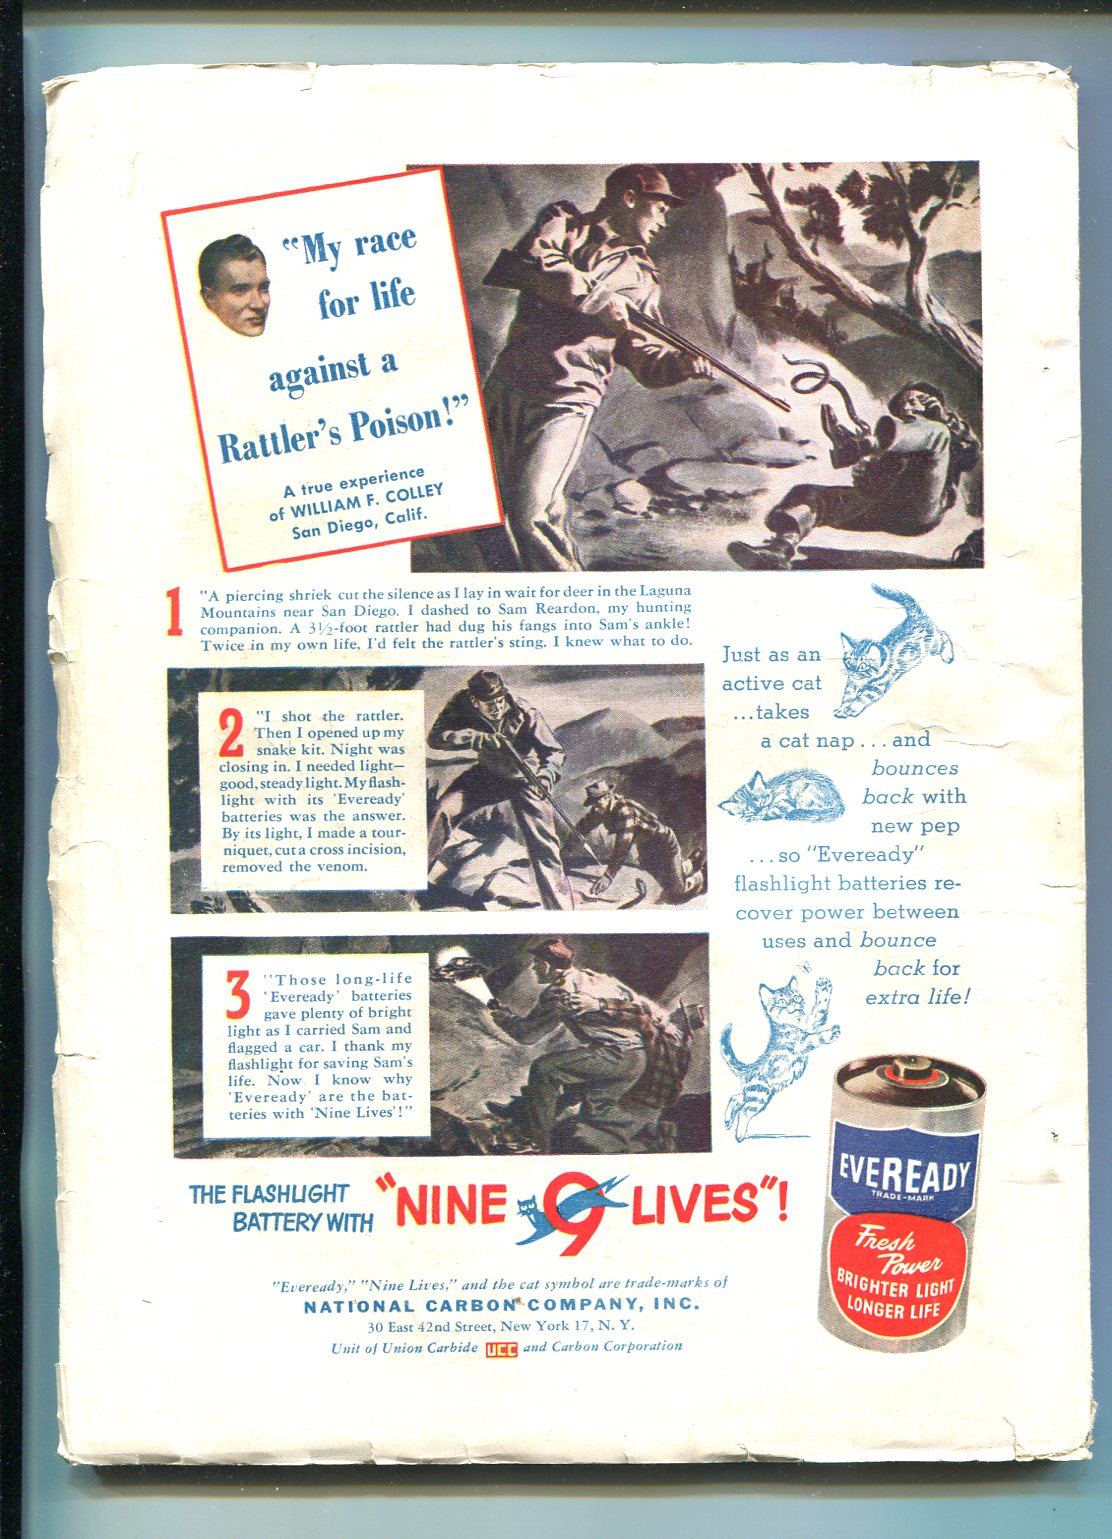 "My race
for life
against a
Rattler's Poison!"
A true experience
of WILLIAM F. COLLEY
San Diego, Calif.
1 "A piercing shriek cut the silence as I lay in wait for deer in the Laguna
Mountains near San Diego. I dashed to Sam Reardon, my hunting
companion. A 3½-foot rattler had dug his fangs into Sam's ankle!
Twice in my own life, I'd felt the rattler's sting. I knew what to do.
2 "I shot the rattler.
Then I opened up my
snake kit. Night was
closing in. I needed light—
good, steady light. My flash-
light with its 'Eveready'
batteries was the answer.
By its light, I made a tour-
niquet, cut a cross incision,
removed the venom.
3 "Those long-life
'Eveready' batteries
gave plenty of bright
light as I carried Sam and
flagged a car. I thank my
flashlight for saving Sam's
life. Now I know why
'Eveready' are the bat-
teries with 'Nine Lives'!"
Just as an
active cat
...takes
a cat nap...and
bounces
back with
new pep
...so "Eveready"
flashlight batteries re-
cover power between
uses and bounce
back for
extra life!
THE FLASHLIGHT
BATTERY WITH
"NINE 9 LIVES"!
EVEREADY
TRADE-MARK
Fresh
Power
BRIGHTER LIGHT
LONGER LIFE
"Eveready," "Nine Lives," and the cat symbol are trade-marks of
NATIONAL CARBON COMPANY, INC.
30 East 42nd Street, New York 17, N. Y.
Unit of Union Carbide UCC and Carbon Corporation